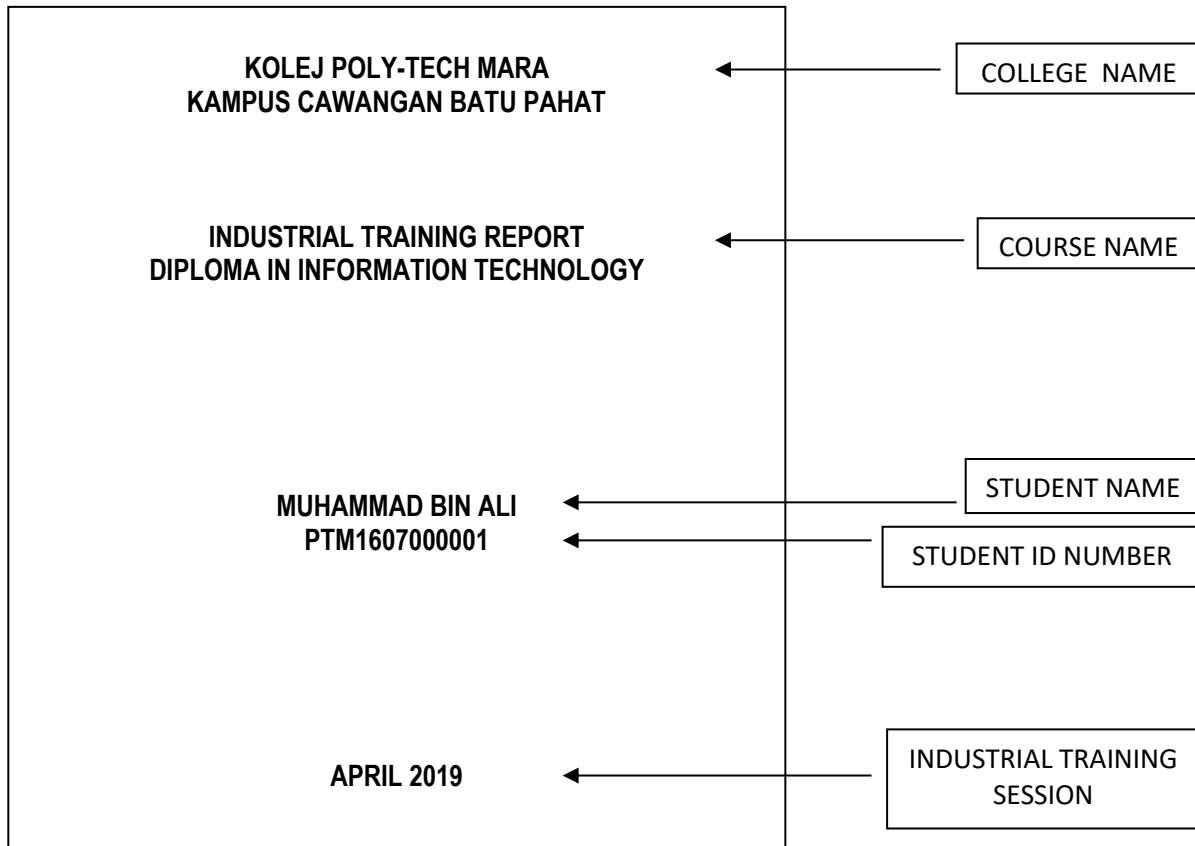 KOLEJ POLY-TECH MARA
KAMPUS CAWANGAN BATU PAHAT
COLLEGE NAME
INDUSTRIAL TRAINING REPORT
DIPLOMA IN INFORMATION TECHNOLOGY
COURSE NAME
MUHAMMAD BIN ALI
STUDENT NAME
PTM1607000001
STUDENT ID NUMBER
APRIL 2019
INDUSTRIAL TRAINING
SESSION